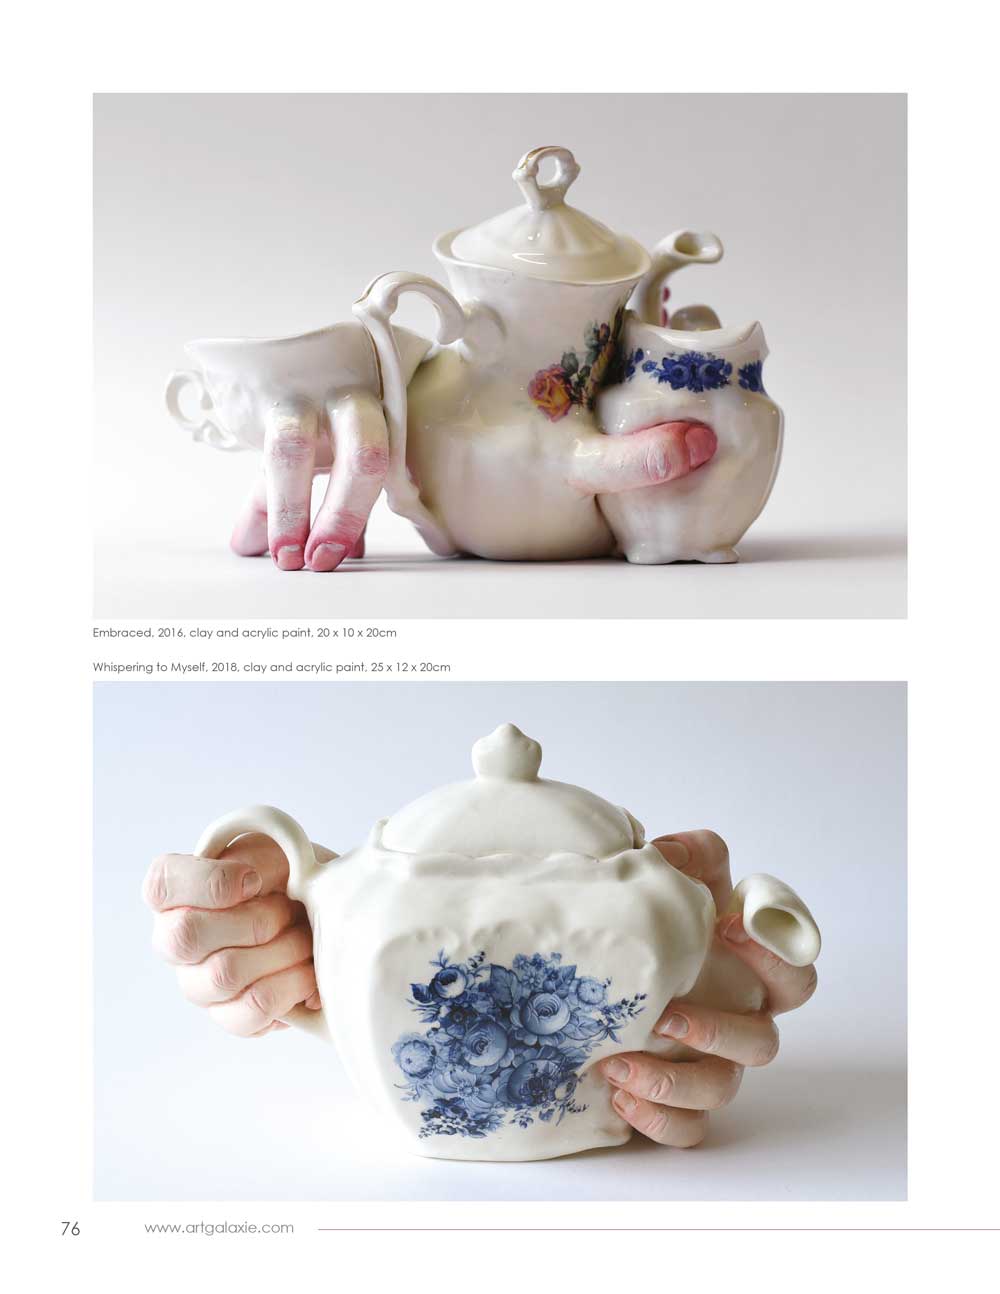 Embraced, 2016, clay and acrylic paint, 20 x 10 x 20cm
Whispering to Myself, 2018, clay and acrylic paint, 25 x 12 x 20cm
76
www.artgalaxie.com